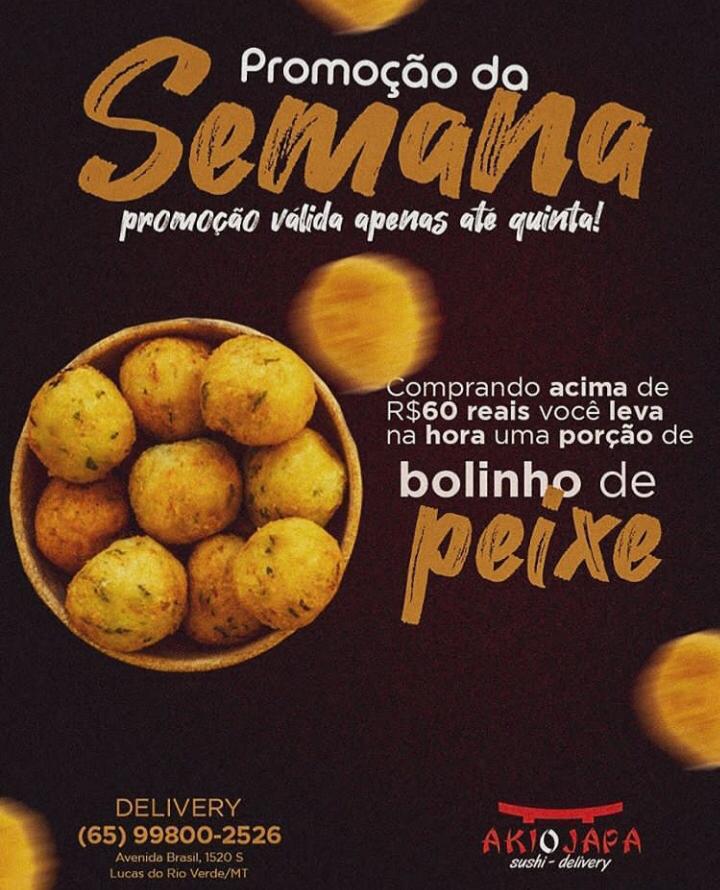 Promoção da
Semana
promoção válida apenas até quinta!
Comprando acima de
R$60 reais você leva
na hora uma porção de
bolinho de
peixe
DELIVERY
(65) 99800-2526
Avenida Brasil, 1520 S
Lucas do Rio Verde/MT
AKIOJAPA
sushi - delivery